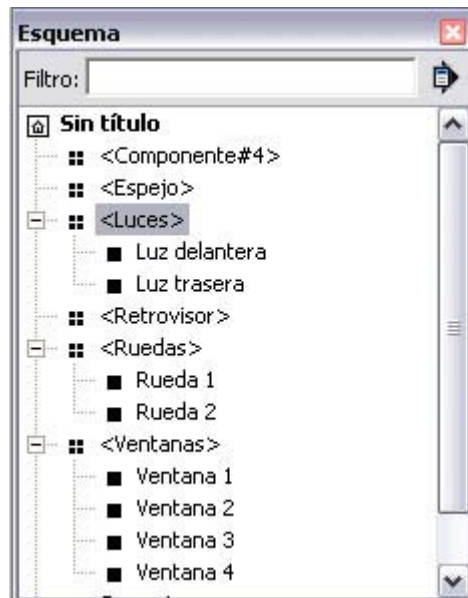 Esquema
Filtro:
Sin título
<Componente#4>
<Espejo>
<Luces>
Luz delantera
Luz trasera
<Retrovisor>
<Ruedas>
Rueda 1
Rueda 2
<Ventanas>
Ventana 1
Ventana 2
Ventana 3
Ventana 4